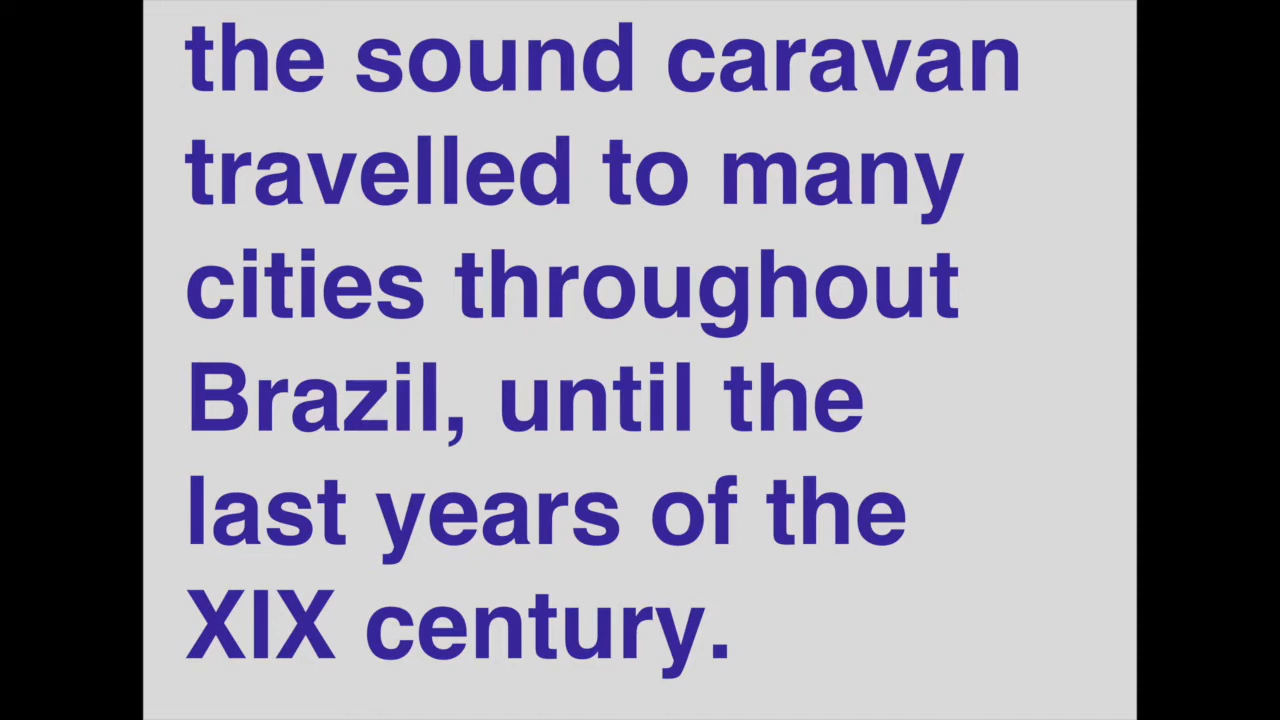 the sound caravan
travelled to many
cities throughout
Brazil, until the
last years of the
XIX century.